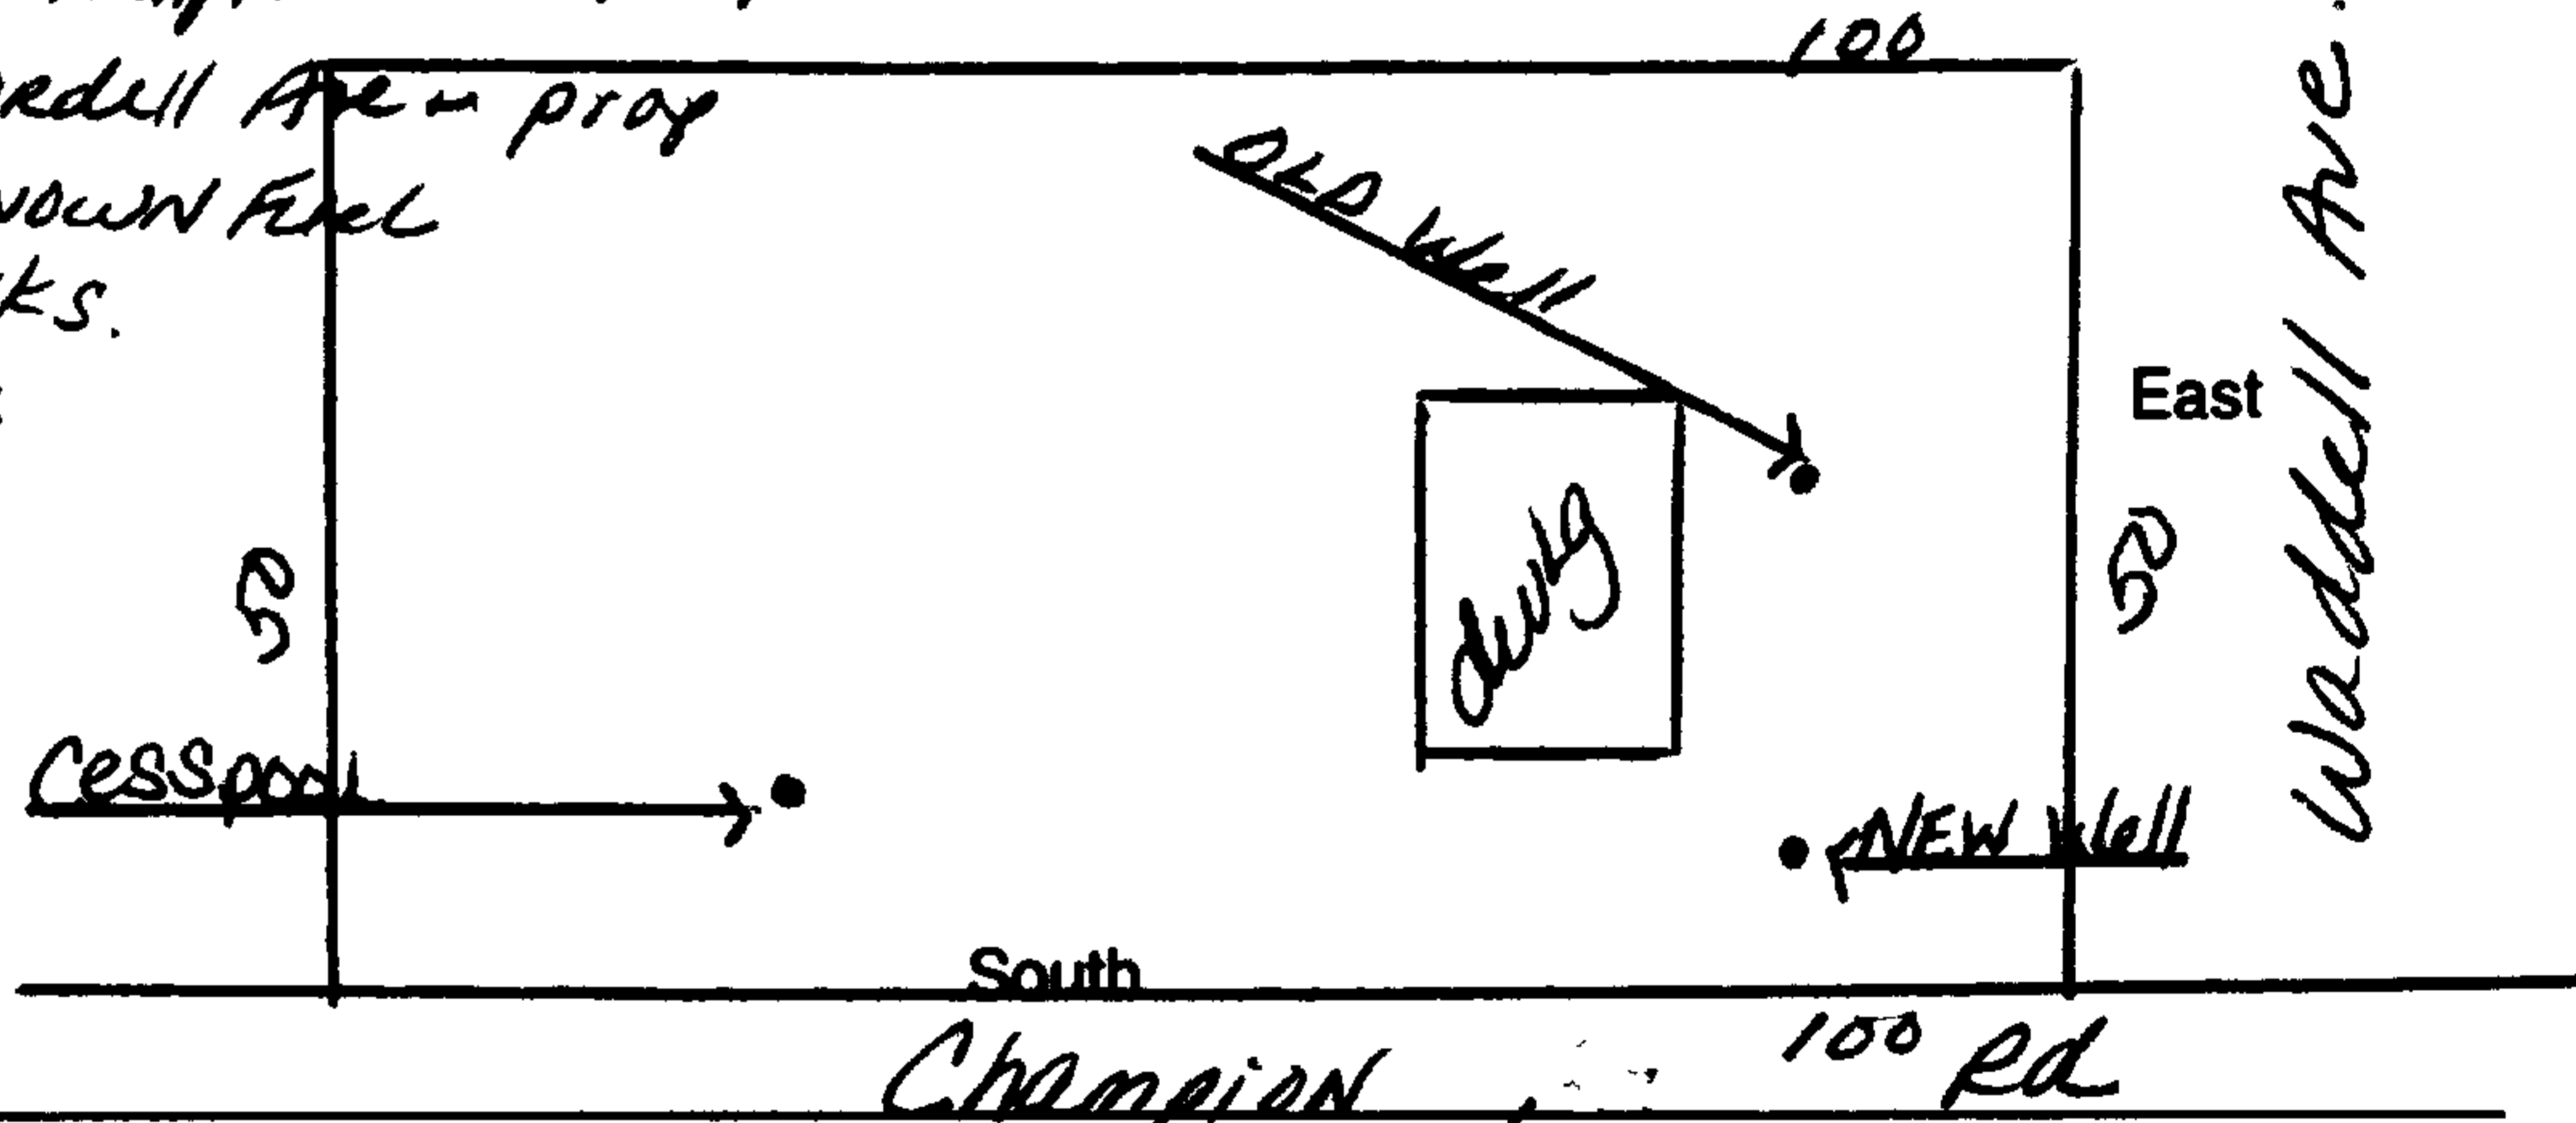 100
Ave prop
Fuel
OLD Well
East
Waddell Ave.
50
dwlg
50
Cesspool
NEW Well
South
100
Champion Rd